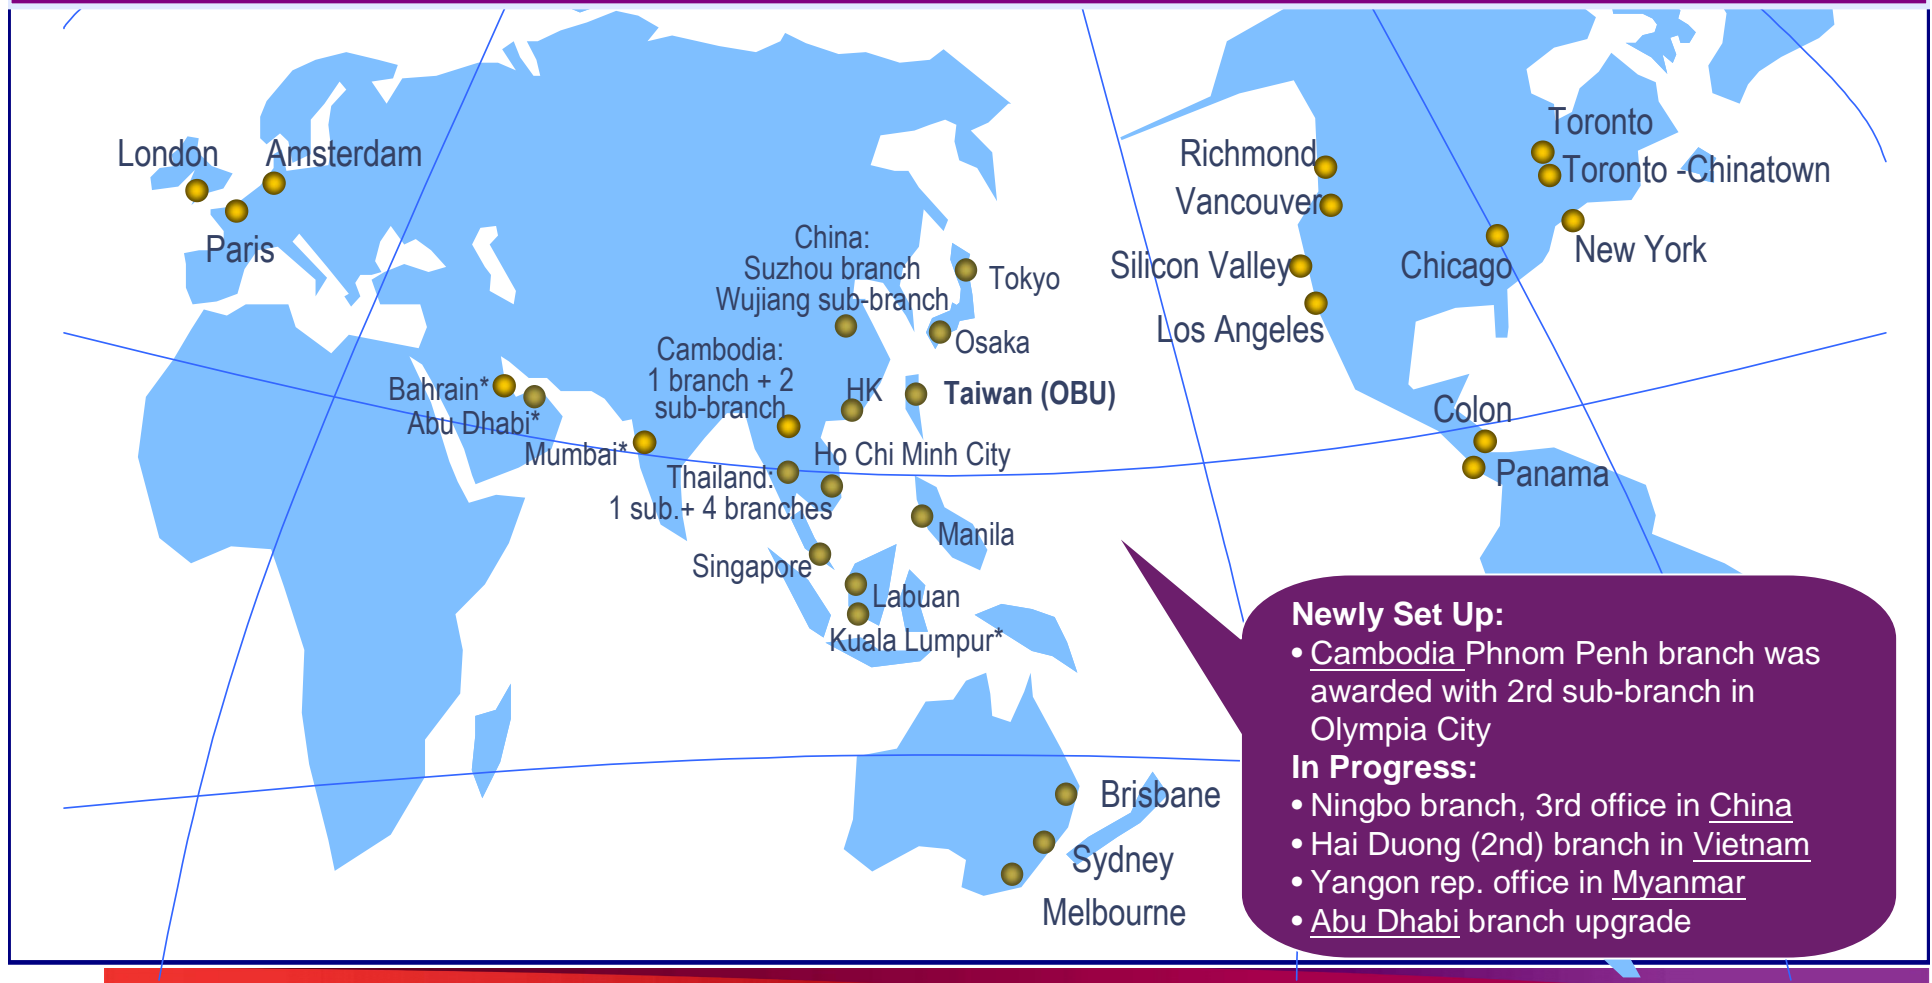 Toronto
London
Amsterdam
Richmond
Toronto -Chinatown
Vancouver
Paris
New York
China:
Suzhou branch
Wujiang sub-branch
Tokyo
Silicon Valley
Chicago
Los Angeles
Osaka
Cambodia:
1 branch + 2
sub-branch
HK
Taiwan (OBU)
Bahrain*
Abu Dhabi*
Mumbai*
Colon
Panama
Ho Chi Minh City
Thailand:
1 sub.+ 4 branches
Manila
Singapore
Labuan
Kuala Lumpur*
Brisbane
Sydney
Melbourne
Newly Set Up:
• Cambodia Phnom Penh branch was
awarded with 2rd sub-branch in
Olympia City
In Progress:
• Ningbo branch, 3rd office in China
• Hai Duong (2nd) branch in Vietnam
• Yangon rep. office in Myanmar
• Abu Dhabi branch upgrade